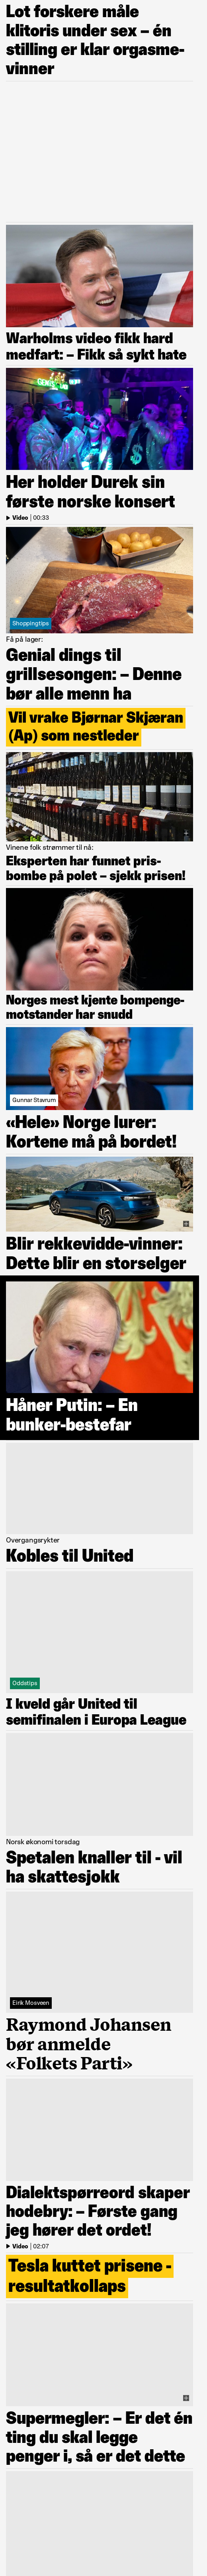 Lot forskere måle
klitoris under sex – én
stilling er klar orgasme-
vinner
Warholms video fikk hard
medfart: – Fikk så sykt hate
Her holder Durek sin
første norske konsert
Video | 00:33
Shoppingtips
Få på lager:
Genial dings til
grillsesongen: – Denne
bør alle menn ha
Vil vrake Bjørnar Skjæran
(Ap) som nestleder
Vinene folk strømmer til nå:
Eksperten har funnet pris-
bombe på polet – sjekk prisen!
Norges mest kjente bompenge-
motstander har snudd
Gunnar Stavrum
«Hele» Norge lurer:
Kortene må på bordet!
Blir rekkevidde-vinner:
Dette blir en storselger
Håner Putin: – En
bunker-bestefar
Overgangsrykter
Kobles til United
Oddstips
I kveld går United til
semifinalen i Europa League
Norsk økonomi torsdag
Spetalen knaller til - vil
ha skattesjokk
Eirik Mosveen
Raymond Johansen
bør anmelde
«Folkets Parti»
Dialektspørreord skaper
hodebry: – Første gang
jeg hører det ordet!
Video | 02:07
Tesla kuttet prisene -
resultatkollaps
Supermegler: – Er det én
ting du skal legge
penger i, så er det dette